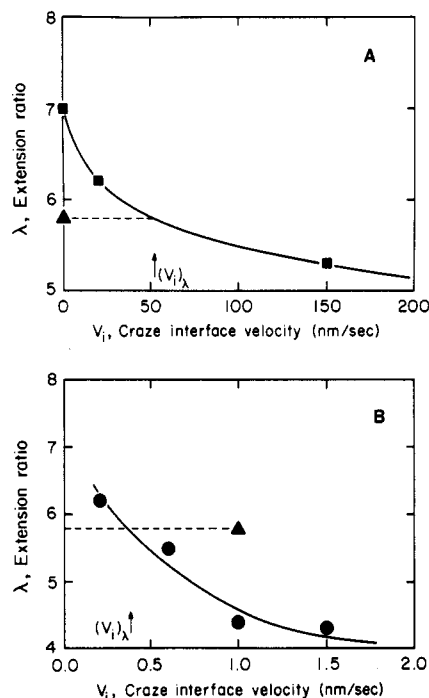 8
A
7
6
5
λ, Extension ratio
(Vi)λ
0 50 100 150 200
Vi, Craze interface velocity (nm/sec)
8
B
7
6
5
4
λ, Extension ratio
(Vi)λ
0.0 0.5 1.0 1.5 2.0
Vi, Craze interface velocity (nm/sec)